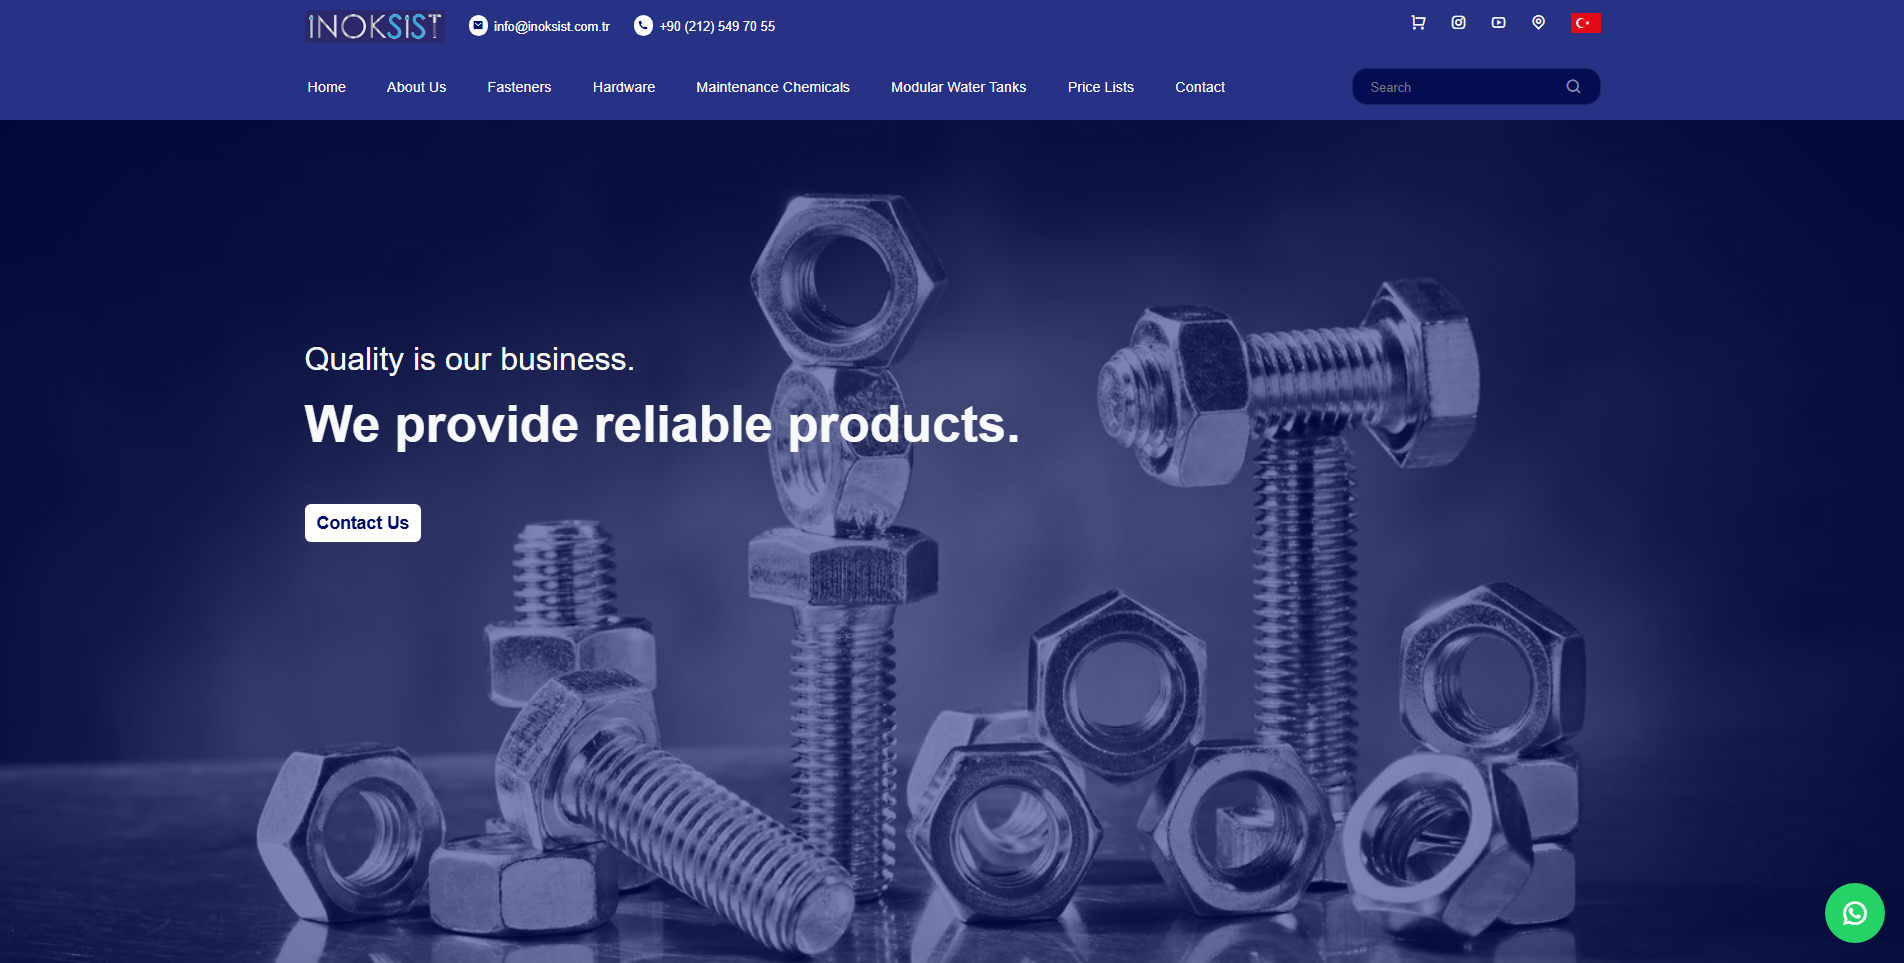 INOKSIST
info@inoksist.com.tr
+90 (212) 549 70 55
Home
About Us
Fasteners
Hardware
Maintenance Chemicals
Modular Water Tanks
Price Lists
Contact
Search
Quality is our business.
We provide reliable products.
Contact Us